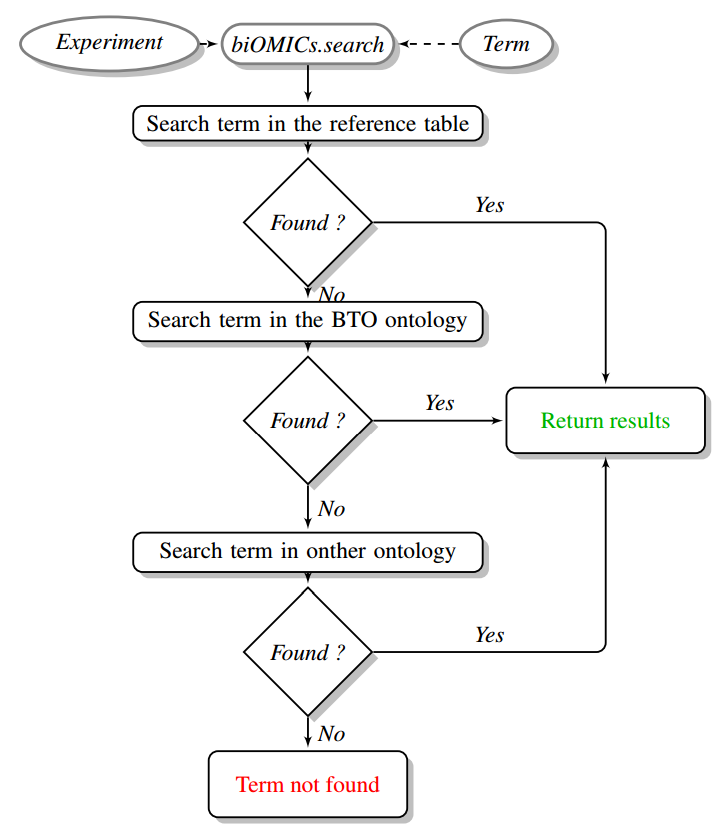 Experiment
biOMICs.search
Term
Search term in the reference table
Found ?
Yes
No
Search term in the BTO ontology
Found ?
Yes
Return results
No
Search term in onther ontology
Found ?
Yes
No
Term not found